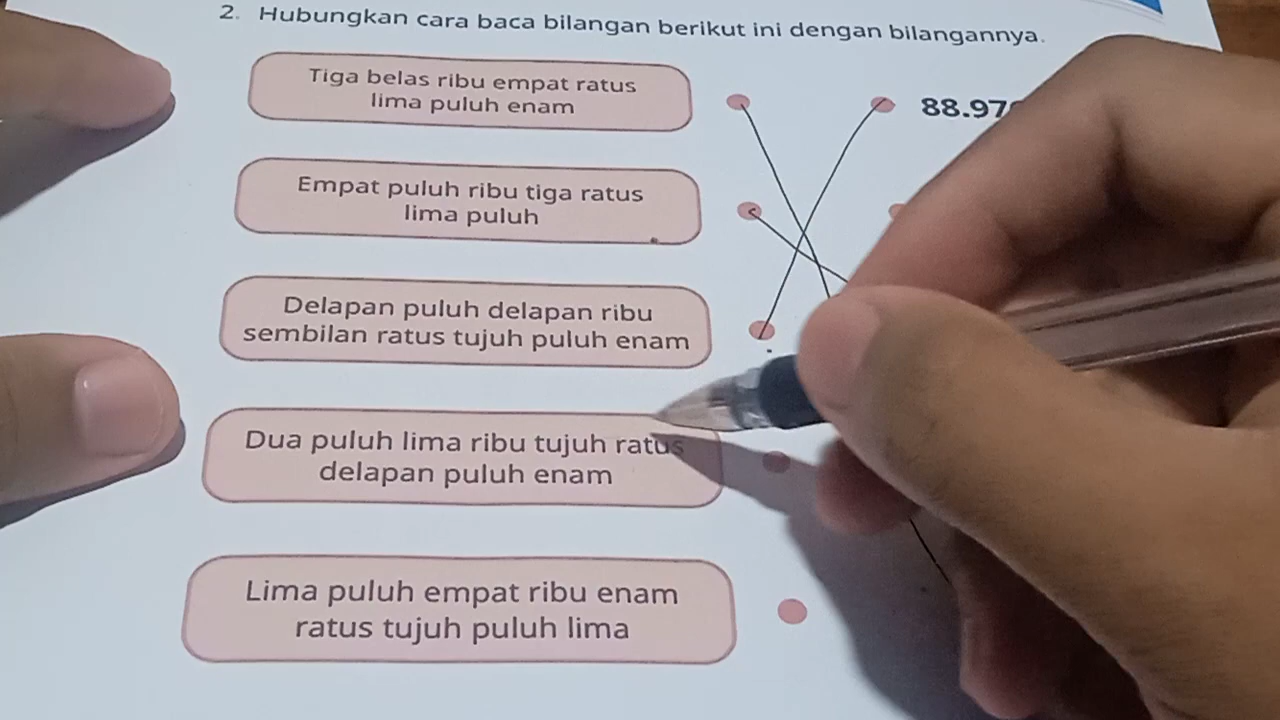 2. Hubungkan cara baca bilangan berikut ini dengan bilangannya.
Tiga belas ribu empat ratus
lima puluh enam
88.97
Empat puluh ribu tiga ratus
lima puluh
Delapan puluh delapan ribu
sembilan ratus tujuh puluh enam
Dua puluh lima ribu tujuh ratus
delapan puluh enam
Lima puluh empat ribu enam
ratus tujuh puluh lima